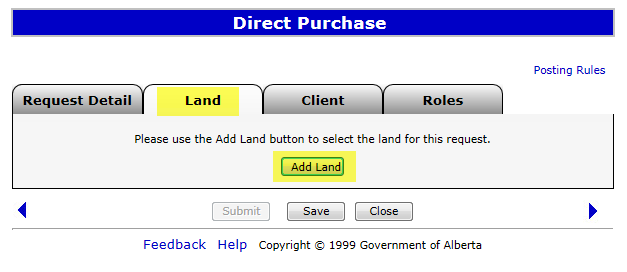 Direct Purchase
Posting Rules
Request Detail Land Client Roles
Please use the Add Land button to select the land for this request.
Add Land
Submit Save Close
Feedback Help Copyright © 1999 Government of Alberta